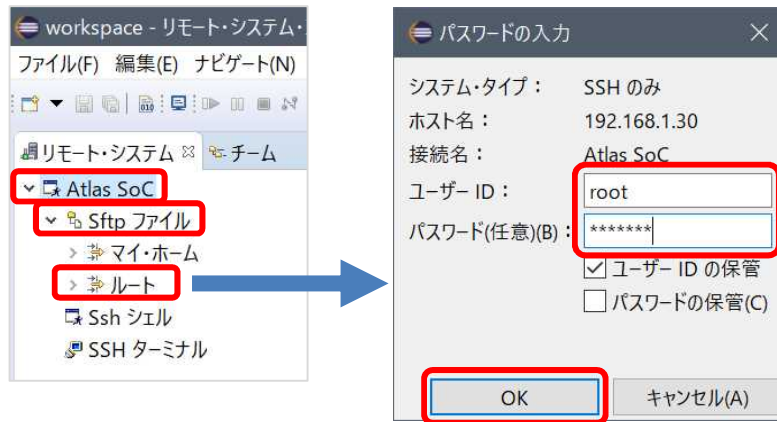 workspace - リモート・システム・
ファイル(F) 編集(E) ナビゲート(N)
リモート・システム チーム
Atlas SoC
Sftp ファイル
マイ・ホーム
ルート
Ssh シェル
SSH ターミナル
パスワードの入力
システム・タイプ： SSH のみ
ホスト名： 192.168.1.30
接続名： Atlas SoC
ユーザー ID： root
パスワード(任意)(B)： *******
ユーザー ID の保管
パスワードの保管(C)
OK キャンセル(A)